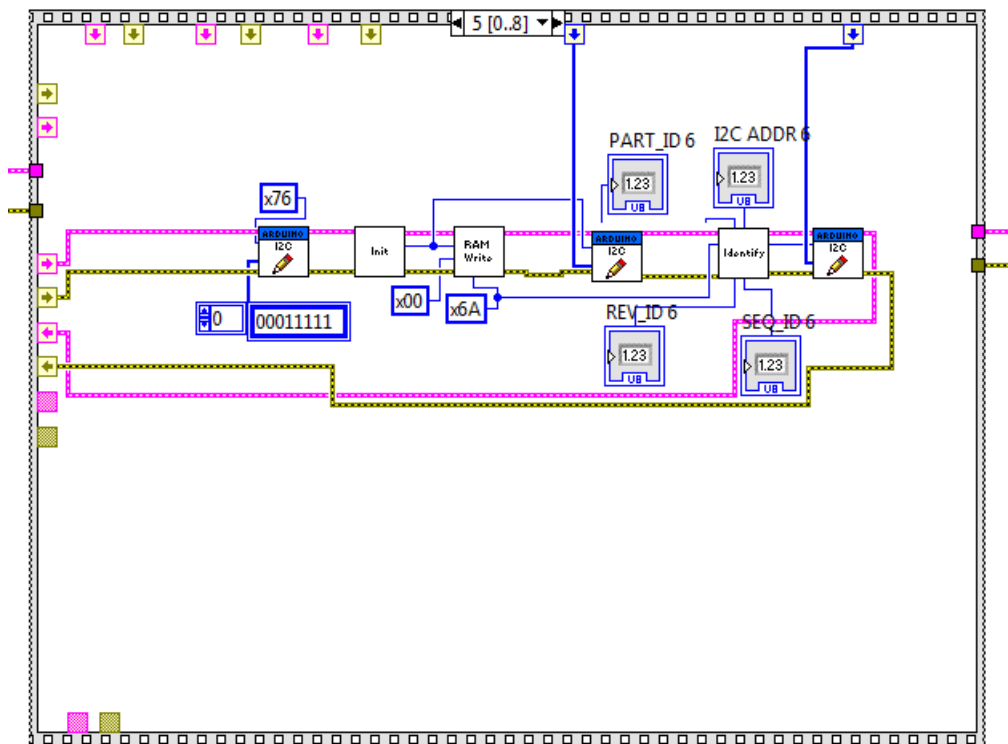 5 [0..8]
PART_ID 6
I2C ADDR 6
1.23
U8
1.23
U8
x76
ARDUINO
I2C
Init
RAM
Write
ARDUINO
I2C
Identify
ARDUINO
I2C
x00
x6A
0
00011111
REV_ID 6
SEQ_ID 6
1.23
U8
1.23
U8